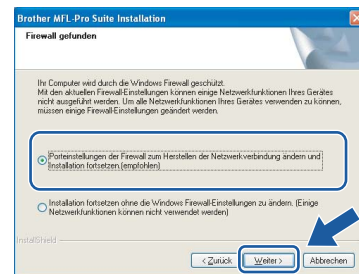 Brother MFL-Pro Suite Installation
Firewall gefunden
Ihr Computer wird durch die Windows Firewall geschützt.
Mit den aktuellen Firewall-Einstellungen können einige Netzwerkfunktionen Ihres Gerätes
nicht ausgeführt werden. Um alle Netzwerkfunktionen Ihres Gerätes verwenden zu können,
müssen einige Firewall-Einstellungen geändert werden.
Porteinstellungen der Firewall zum Herstellen der Netzwerkverbindung ändern und
Installation fortsetzen.(empfohlen)
Installation fortsetzen ohne die Windows Firewall-Einstellungen zu ändern. (Einige
Netzwerkfunktionen können nicht verwendet werden)
InstallShield
< Zurück Weiter > Abbrechen